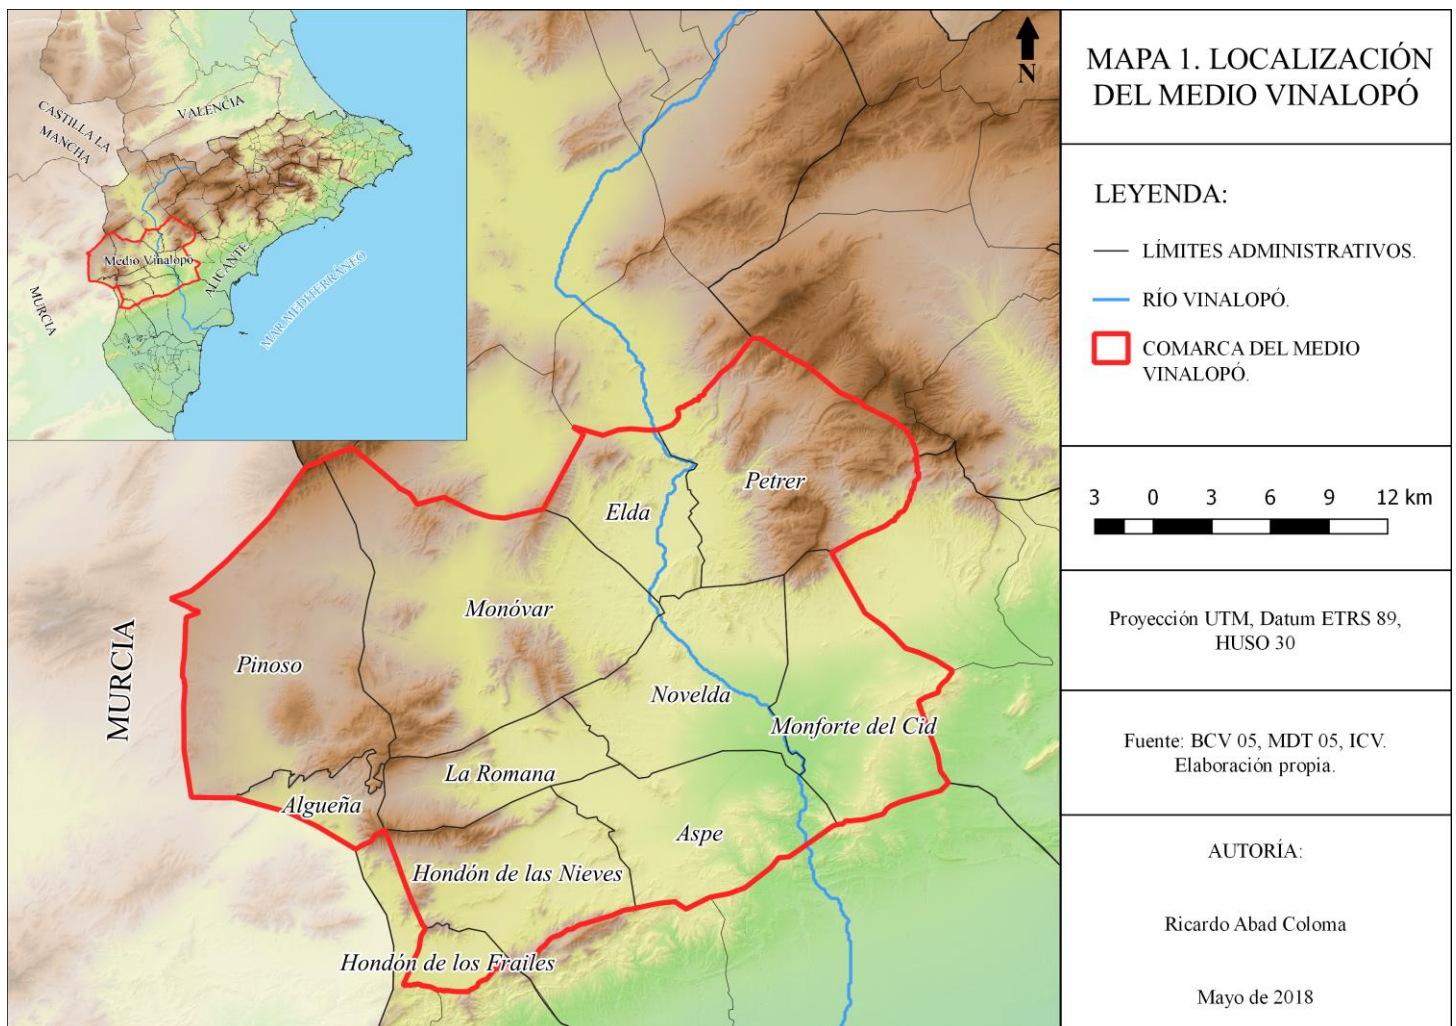 CASTILLA LA
MANCHA
VALENCIA
Medio Vinalopó
ALICANTE
MURCIA
MAR MEDITERRÁNEO
N
Petrer
Elda
Monóvar
Pinoso
MURCIA
Novelda
Monforte del Cid
La Romana
Algueña
Aspe
Hondón de las Nieves
Hondón de los Frailes
MAPA 1. LOCALIZACIÓN
DEL MEDIO VINALOPÓ
LEYENDA:
LÍMITES ADMINISTRATIVOS.
RÍO VINALOPÓ.
COMARCA DEL MEDIO
VINALOPÓ.
3 0 3 6 9 12 km
Proyección UTM, Datum ETRS 89,
HUSO 30
Fuente: BCV 05, MDT 05, ICV.
Elaboración propia.
AUTORÍA:
Ricardo Abad Coloma
Mayo de 2018